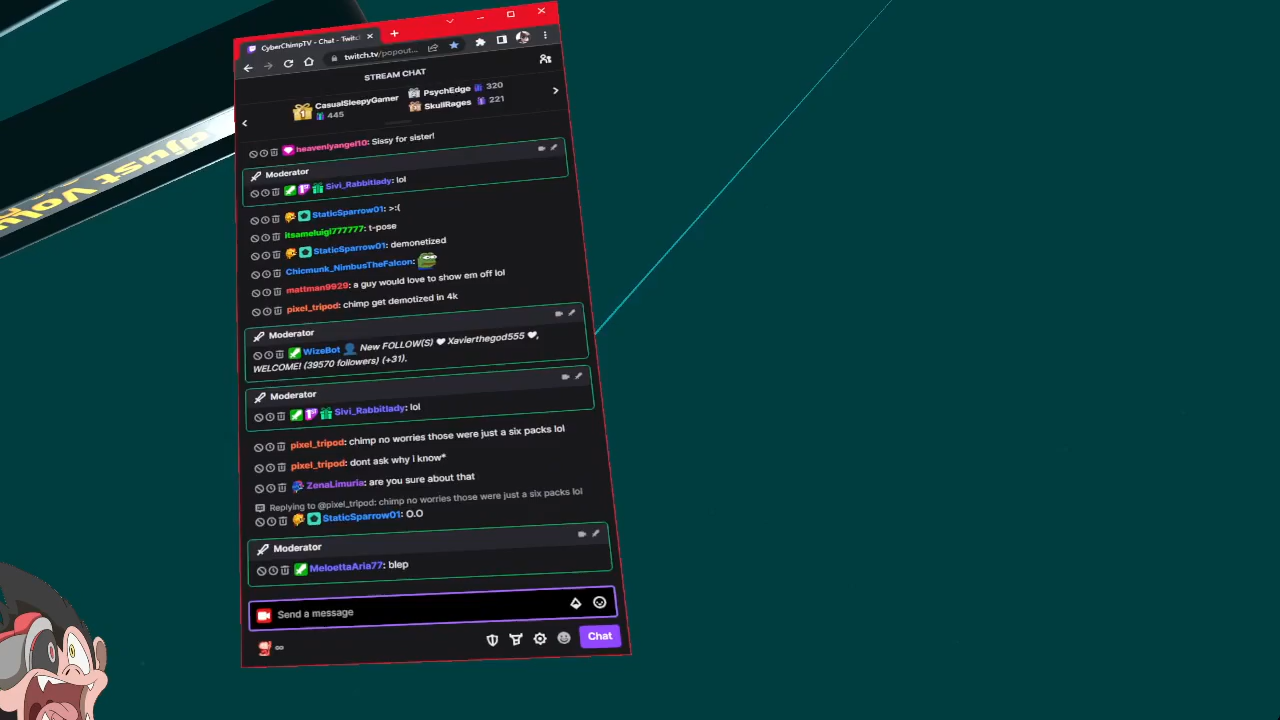 CyberChimpTV - Chat - Twitc
twitch.tv/popout...
STREAM CHAT
CasualSleepyGamer
445
PsychEdge 320
SkullRages 221
heavenlyangel10: Sissy for sister!
Moderator
Sivi_Rabbitlady: lol
StaticSparrow01: >:(
itsameluigi777777: t-pose
StaticSparrow01: demonetized
Chicmunk_NimbusTheFalcon:
mattman9929: a guy would love to show em off lol
pixel_tripod: chimp get demotized in 4k
Moderator
WizeBot 👤 New FOLLOW(S) ❤ Xavierthegod555 ❤,
WELCOME! (39570 followers) (+31).
Moderator
Sivi_Rabbitlady: lol
pixel_tripod: chimp no worries those were just a six packs lol
pixel_tripod: dont ask why i know*
ZenaLimuria: are you sure about that
Replying to @pixel_tripod: chimp no worries those were just a six packs lol
StaticSparrow01: O.O
Moderator
MeloettaAria77: blep
Send a message
∞
Chat